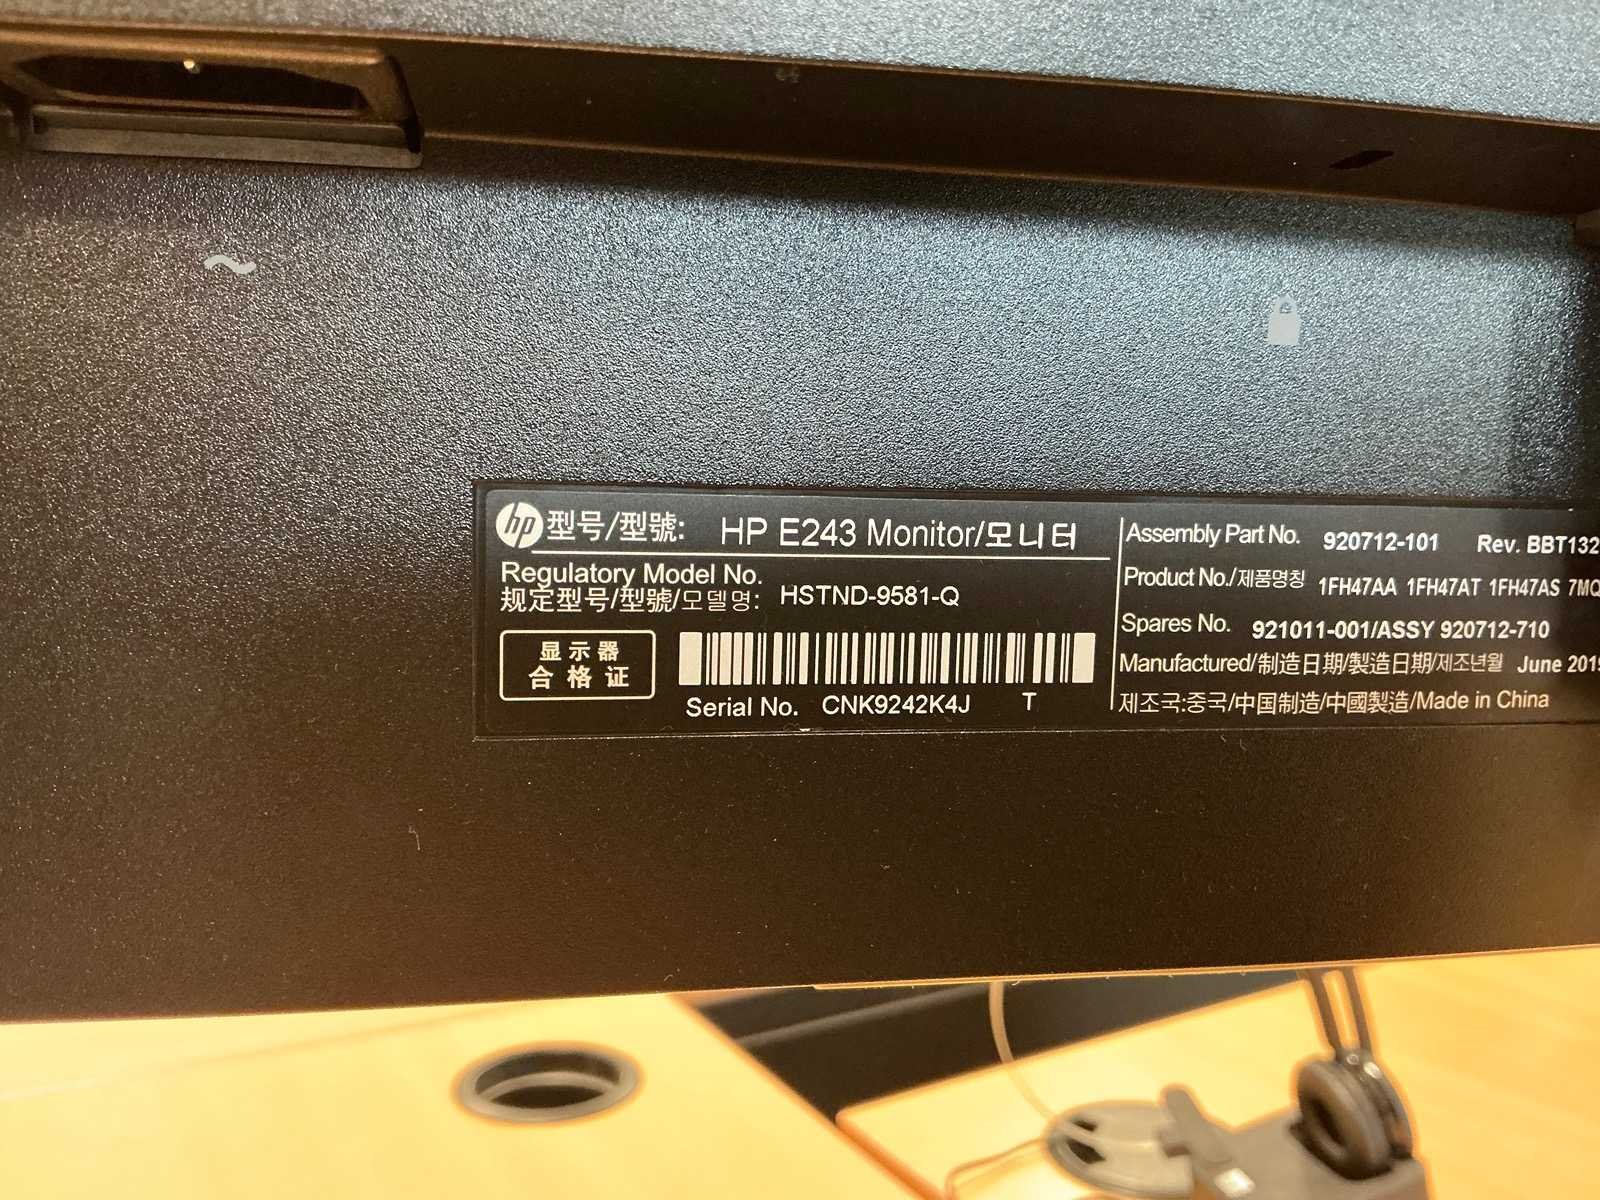 hp 型号/型號: HP E243 Monitor/모니터
Regulatory Model No.
规定型号/型號/모델명: HSTND-9581-Q
显示器
合格证
Serial No. CNK9242K4J T
Assembly Part No. 920712-101 Rev. BBT132
Product No./제품명칭 1FH47AA 1FH47AT 1FH47AS 7MQ
Spares No. 921011-001/ASSY 920712-710
Manufactured/制造日期/製造日期/제조년월 June 2019
제조국:중국/中国制造/中國製造/Made in China